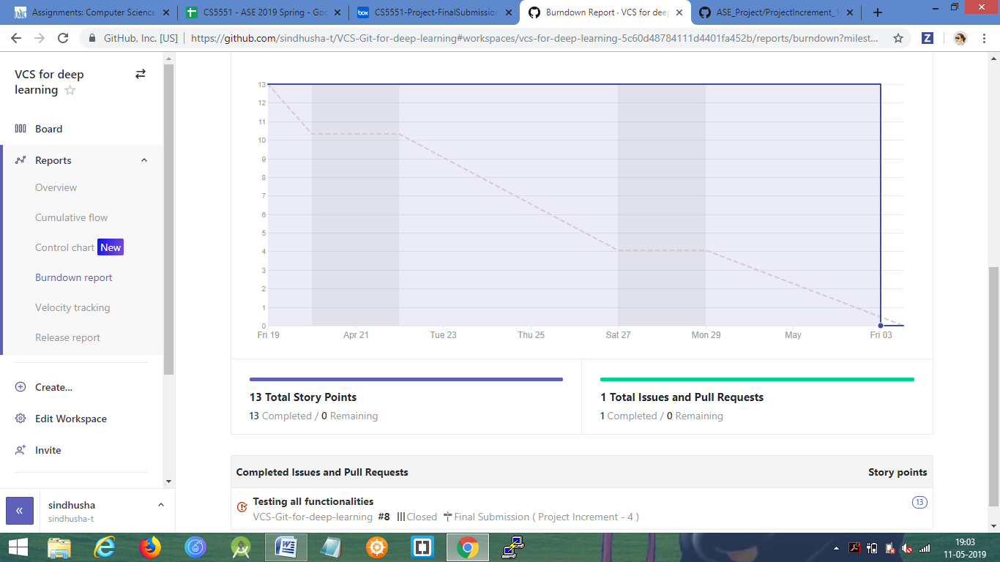 Assignments: Computer Science
CS5551 - ASE 2019 Spring - Goo
box
CS5551-Project-FinalSubmission
Burndown Report · VCS for deep
ASE_Project/ProjectIncrement_
GitHub, Inc. [US]
https://github.com/sindhusha-t/VCS-Git-for-deep-learning#workspaces/vcs-for-deep-learning-5c60d48784111d4401fa452b/reports/burndown?milest...
Z
VCS for deep
learning
Board
Reports
Overview
Cumulative flow
Control chart New
Burndown report
Velocity tracking
Release report
Create...
Edit Workspace
Invite
«
sindhusha
sindhusha-t
13
12
11
10
9
8
7
6
5
4
3
2
1
0
Fri 19 Apr 21 Tue 23 Thu 25 Sat 27 Mon 29 May Fri 03
13 Total Story Points
13 Completed / 0 Remaining
1 Total Issues and Pull Requests
1 Completed / 0 Remaining
Completed Issues and Pull Requests Story points
Testing all functionalities 13
VCS-Git-for-deep-learning #8 Closed Final Submission ( Project Increment - 4 )
19:03
11-05-2019